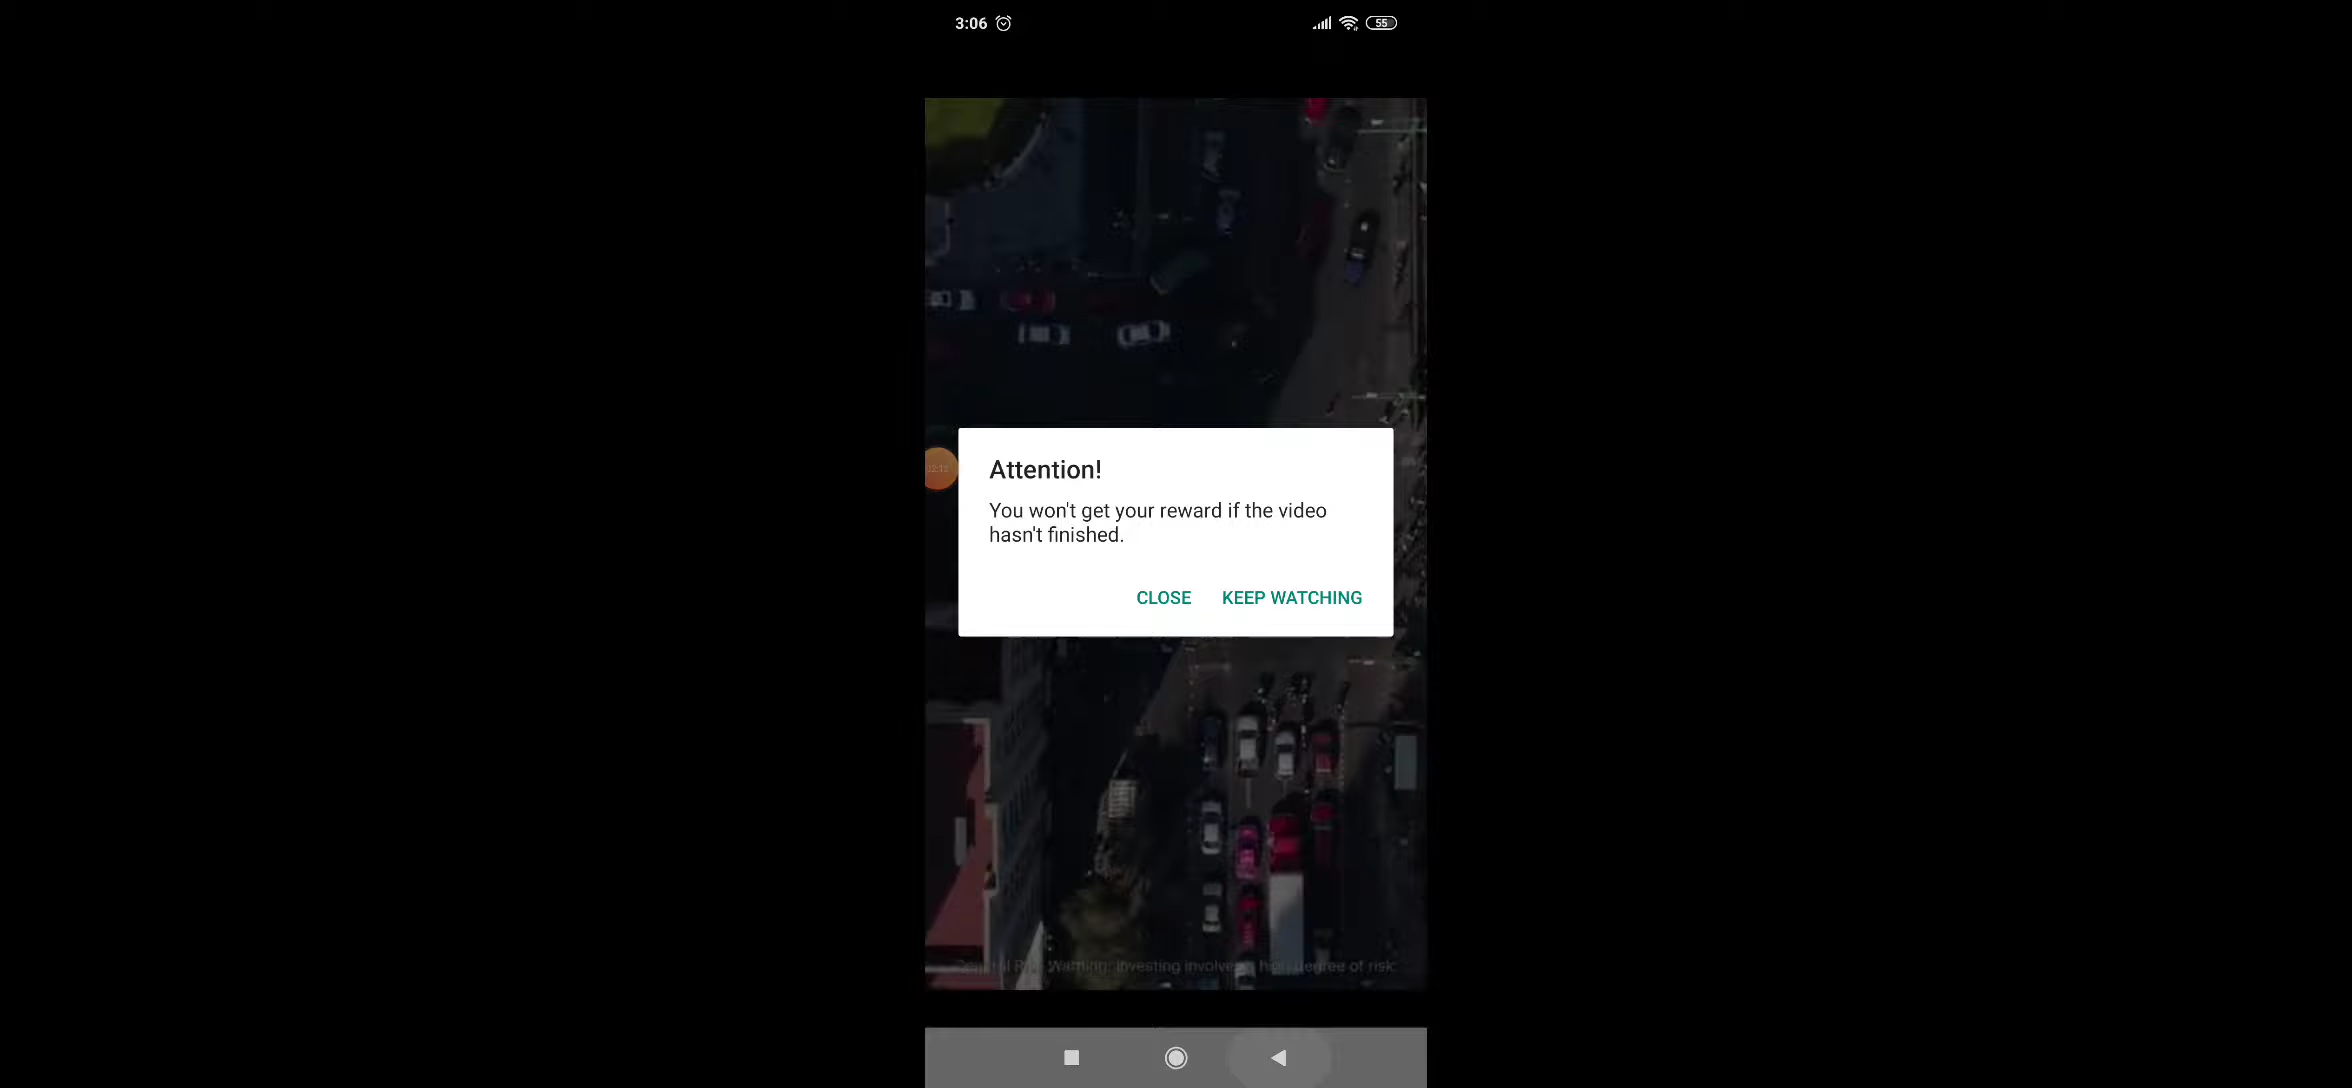 3:06
55
Attention!
You won't get your reward if the video
hasn't finished.
CLOSE KEEP WATCHING
Warning: Investing involves high degree of risk